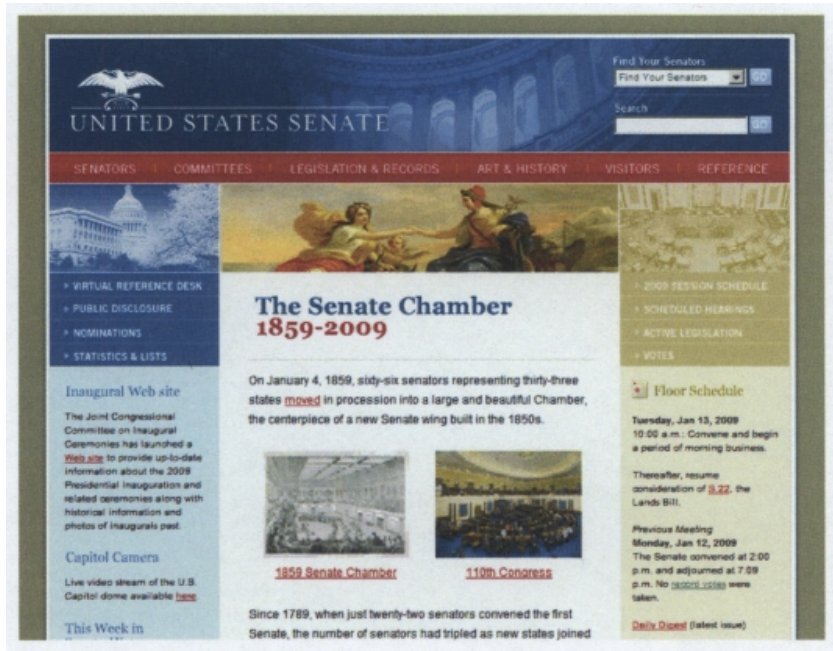 Find Your Senators
Find Your Senators GO
UNITED STATES SENATE
Search
GO
SENATORS COMMITTEES LEGISLATION & RECORDS ART & HISTORY VISITORS REFERENCE
VIRTUAL REFERENCE DESK
PUBLIC DISCLOSURE
NOMINATIONS
STATISTICS & LISTS
Inaugural Web site
The Joint Congressional
Committee on Inaugural
Ceremonies has launched a
Web site to provide up-to-date
information about the 2009
Presidential Inauguration and
related ceremonies along with
historical information and
photos of inaugurals past.
Capitol Camera
Live video stream of the U.S.
Capitol dome available here.
This Week in
The Senate Chamber
1859-2009
On January 4, 1859, sixty-six senators representing thirty-three
states moved in procession into a large and beautiful Chamber,
the centerpiece of a new Senate wing built in the 1850s.
1859 Senate Chamber
110th Congress
Since 1789, when just twenty-two senators convened the first
Senate, the number of senators had tripled as new states joined
2009 SESSION SCHEDULE
SCHEDULED HEARINGS
ACTIVE LEGISLATION
VOTES
Floor Schedule
Tuesday, Jan 13, 2009
10:00 a.m.: Convene and begin
a period of morning business.
Thereafter, resume
consideration of S.22, the
Lands Bill.
Previous Meeting
Monday, Jan 12, 2009
The Senate convened at 2:00
p.m. and adjourned at 7:09
p.m. No record votes were
taken.
Daily Digest (latest issue)